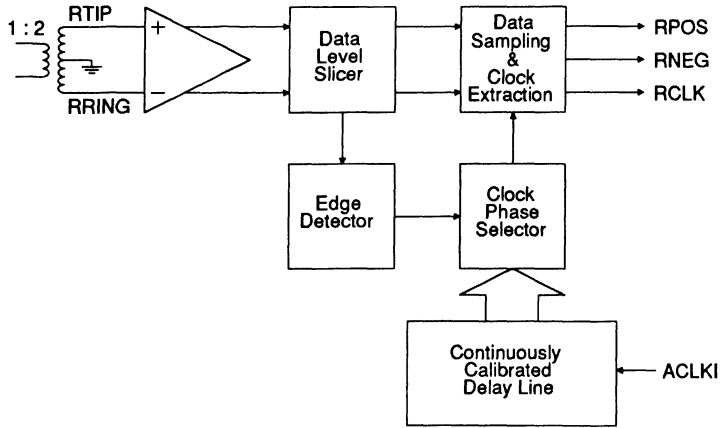 1 : 2
RTIP
+
−
RRING
Data
Level
Slicer
Data
Sampling
&
Clock
Extraction
RPOS
RNEG
RCLK
Edge
Detector
Clock
Phase
Selector
Continuously
Calibrated
Delay Line
ACLKI